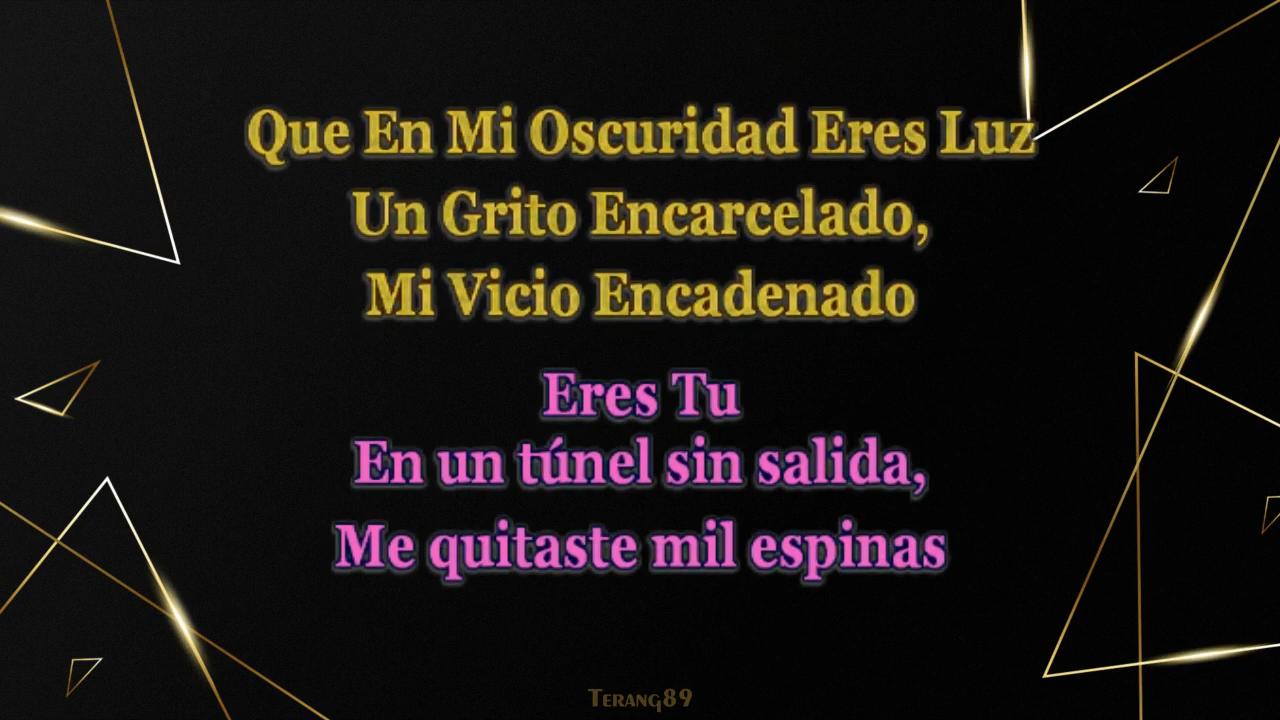 Que En Mi Oscuridad Eres Luz
Un Grito Encarcelado,
Mi Vicio Encadenado
Eres Tu
En un túnel sin salida,
Me quitaste mil espinas
Terang89